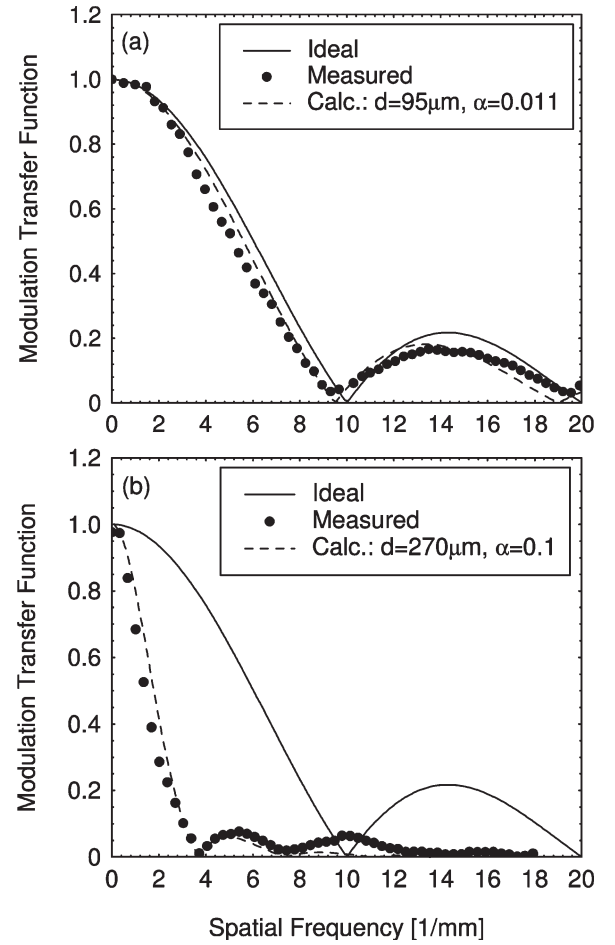 1.2
(a)
Ideal
Measured
Calc.: d=95μm, α=0.011
1.0
0.8
0.6
0.4
0.2
0
Modulation Transfer Function
0 2 4 6 8 10 12 14 16 18 20
1.2
(b)
Ideal
Measured
Calc.: d=270μm, α=0.1
1.0
0.8
0.6
0.4
0.2
0
Modulation Transfer Function
0 2 4 6 8 10 12 14 16 18 20
Spatial Frequency [1/mm]